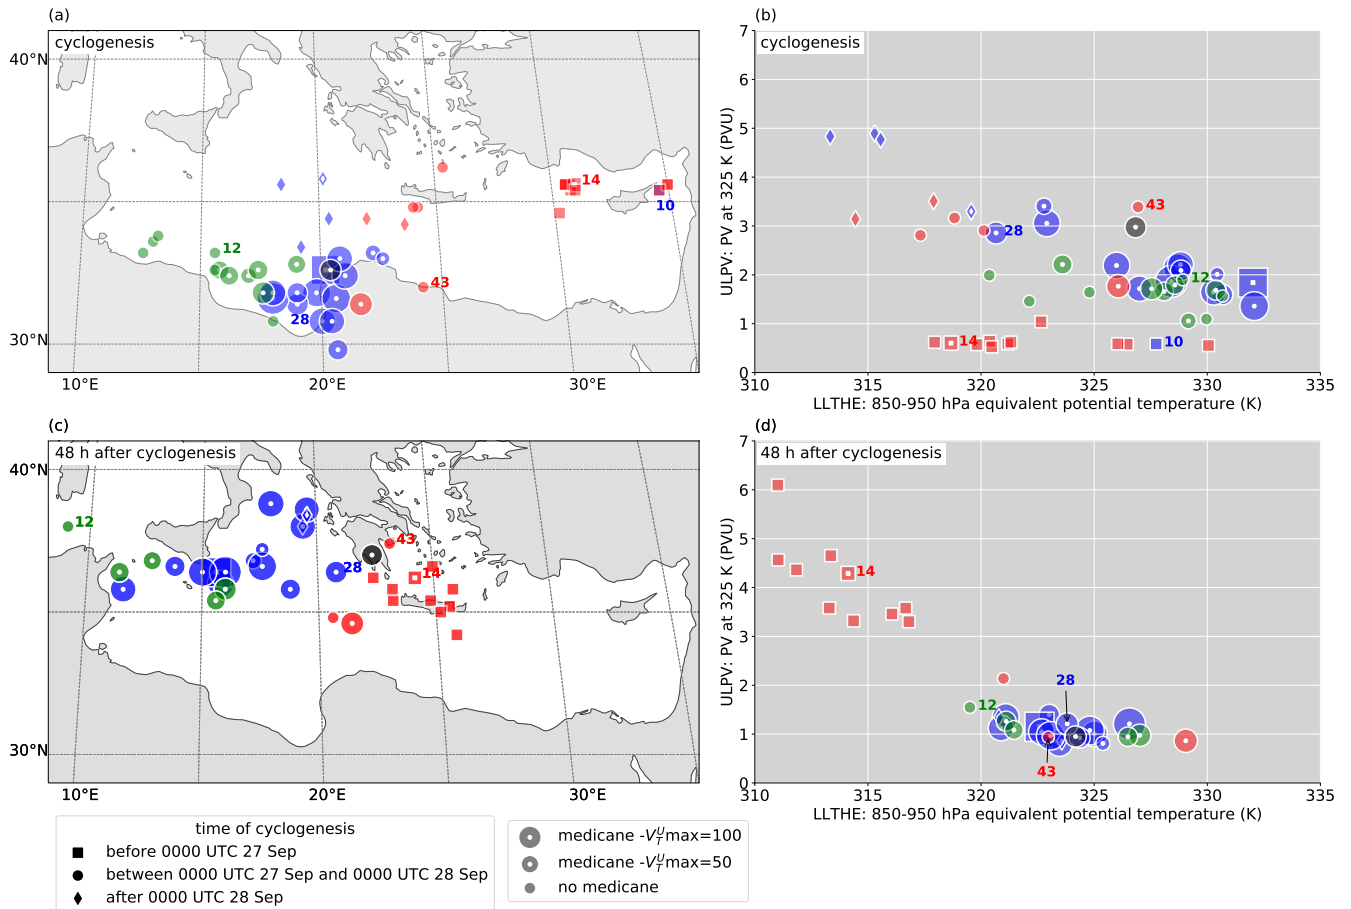 (a)
cyclogenesis
40°N
30°N
10°E
20°E
30°E
12
28
43
14
10
(b)
cyclogenesis
ULPV: PV at 325 K (PVU)
7
6
5
4
3
2
1
0
310
315
320
325
330
335
LLTHE: 850-950 hPa equivalent potential temperature (K)
43
28
12
14
10
(c)
48 h after cyclogenesis
40°N
30°N
10°E
20°E
30°E
12
43
28
14
(d)
48 h after cyclogenesis
ULPV: PV at 325 K (PVU)
7
6
5
4
3
2
1
0
310
315
320
325
330
335
LLTHE: 850-950 hPa equivalent potential temperature (K)
14
28
12
43
time of cyclogenesis
before 0000 UTC 27 Sep
between 0000 UTC 27 Sep and 0000 UTC 28 Sep
after 0000 UTC 28 Sep
medicane -V_T^U max=100
medicane -V_T^U max=50
no medicane